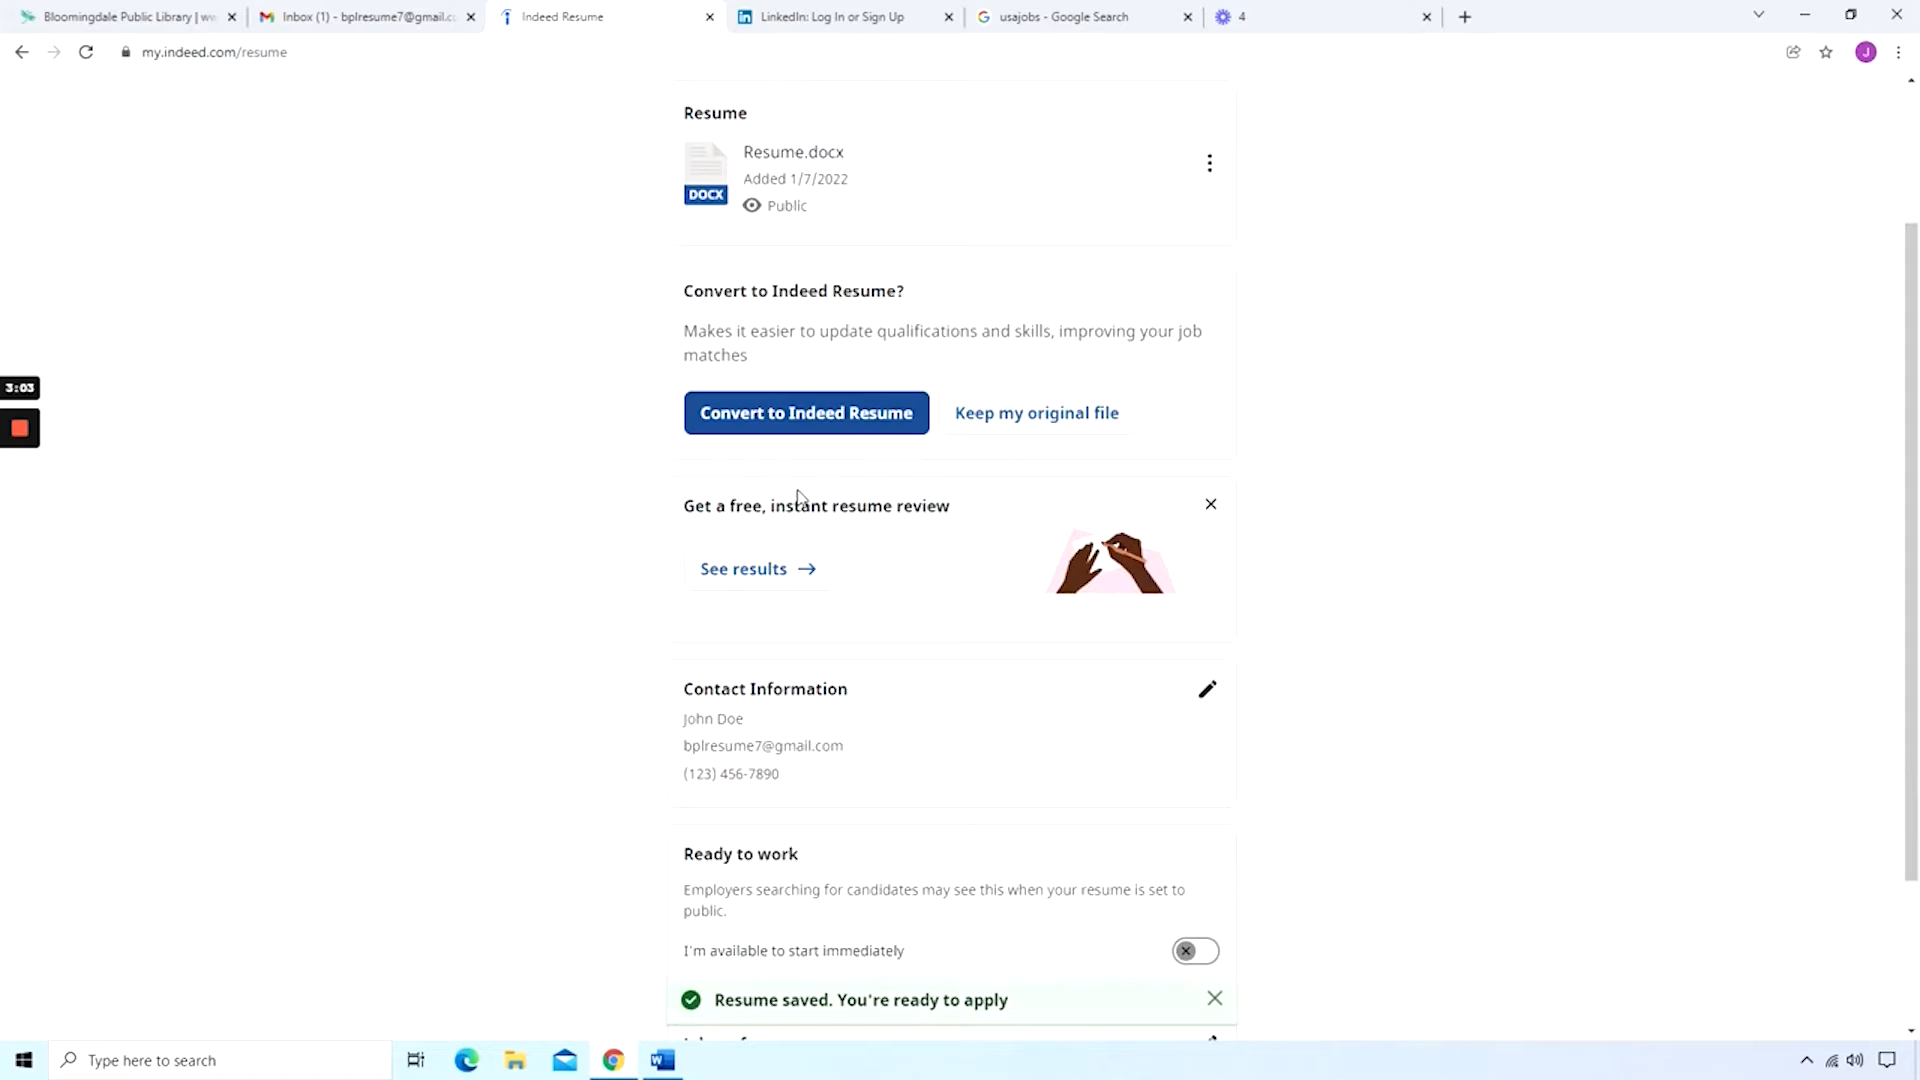 Bloomingdale Public Library | ww
Inbox (1) - bplresume7@gmail.c
Indeed Resume
LinkedIn: Log In or Sign Up
usajobs - Google Search
4
my.indeed.com/resume
J
Resume
Resume.docx
DOCX
Added 1/7/2022
Public
Convert to Indeed Resume?
Makes it easier to update qualifications and skills, improving your job
matches
3:03
Convert to Indeed Resume
Keep my original file
Get a free, instant resume review
See results
Contact Information
John Doe
bplresume7@gmail.com
(123) 456-7890
Ready to work
Employers searching for candidates may see this when your resume is set to
public.
I'm available to start immediately
Resume saved. You're ready to apply
Type here to search